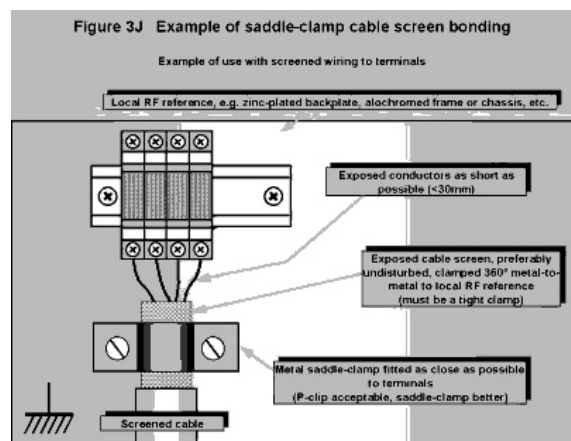 Figure 3J   Example of saddle-clamp cable screen bonding
Example of use with screened wiring to terminals
Local RF reference, e.g. zinc-plated backplate, alochromed frame or chassis, etc.
Exposed conductors as short as
possible (<30mm)
Exposed cable screen, preferably
undisturbed, clamped 360° metal-to-
metal to local RF reference
(must be a tight clamp)
Metal saddle-clamp fitted as close as possible
to terminals
(P-clip acceptable, saddle-clamp better)
Screened cable